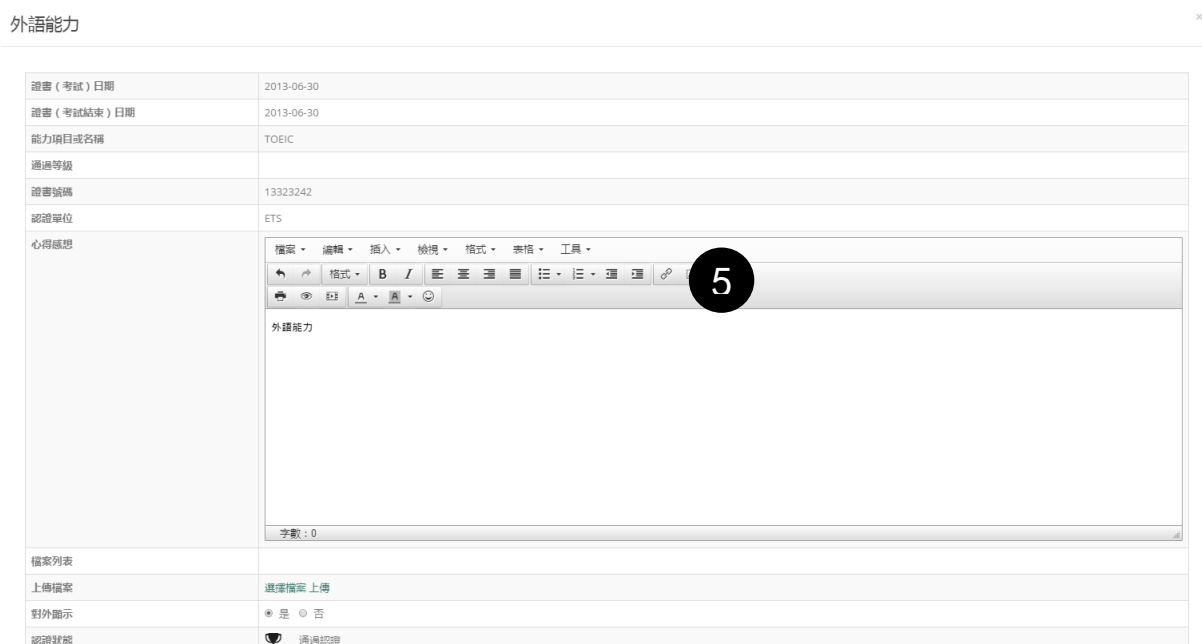 外語能力
×
證書（考試）日期 2013-06-30
證書（考試結束）日期 2013-06-30
能力項目或名稱 TOEIC
通過等級
證書號碼 13323242
認證單位 ETS
心得感想
檔案 編輯 插入 檢視 格式 表格 工具
格式 B I
5
A A
外語能力
字數：0
檔案列表
上傳檔案 選擇檔案 上傳
對外顯示 是 否
認證狀態 通過認證